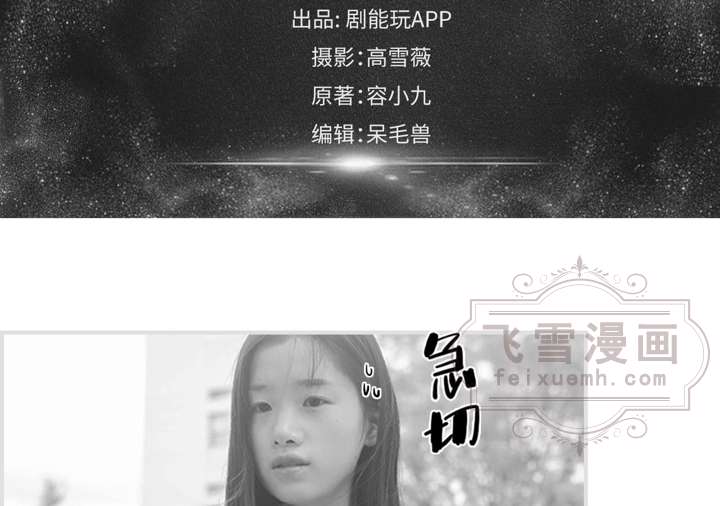 出品: 剧能玩APP
摄影:高雪薇
原著:容小九
编辑:呆毛兽
飞雪漫画
feixuemh.com
急切